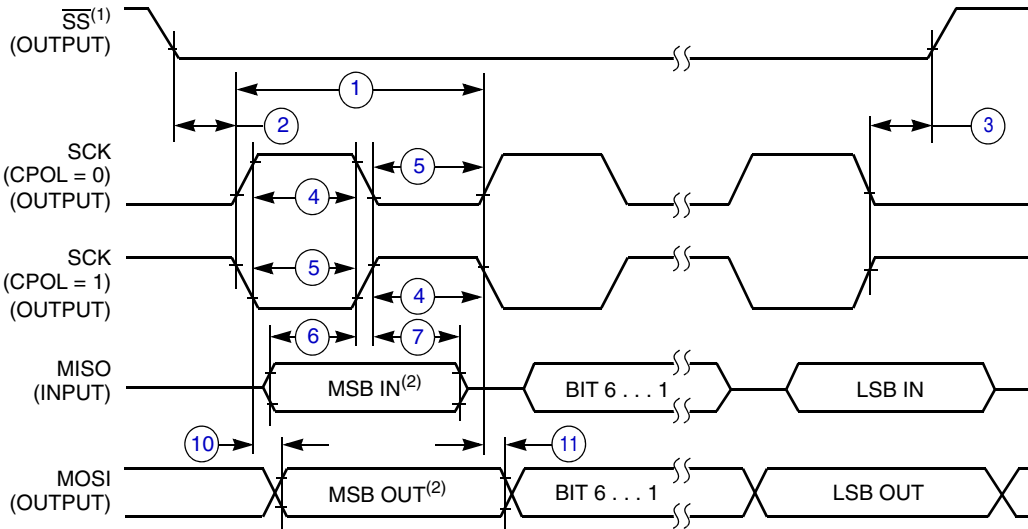 SS(1)
(OUTPUT)
1
2
3
SCK
(CPOL = 0)
(OUTPUT)
5
4
SCK
(CPOL = 1)
(OUTPUT)
5
4
6
7
MISO
(INPUT)
MSB IN(2)
BIT 6 . . . 1
LSB IN
10
11
MOSI
(OUTPUT)
MSB OUT(2)
BIT 6 . . . 1
LSB OUT